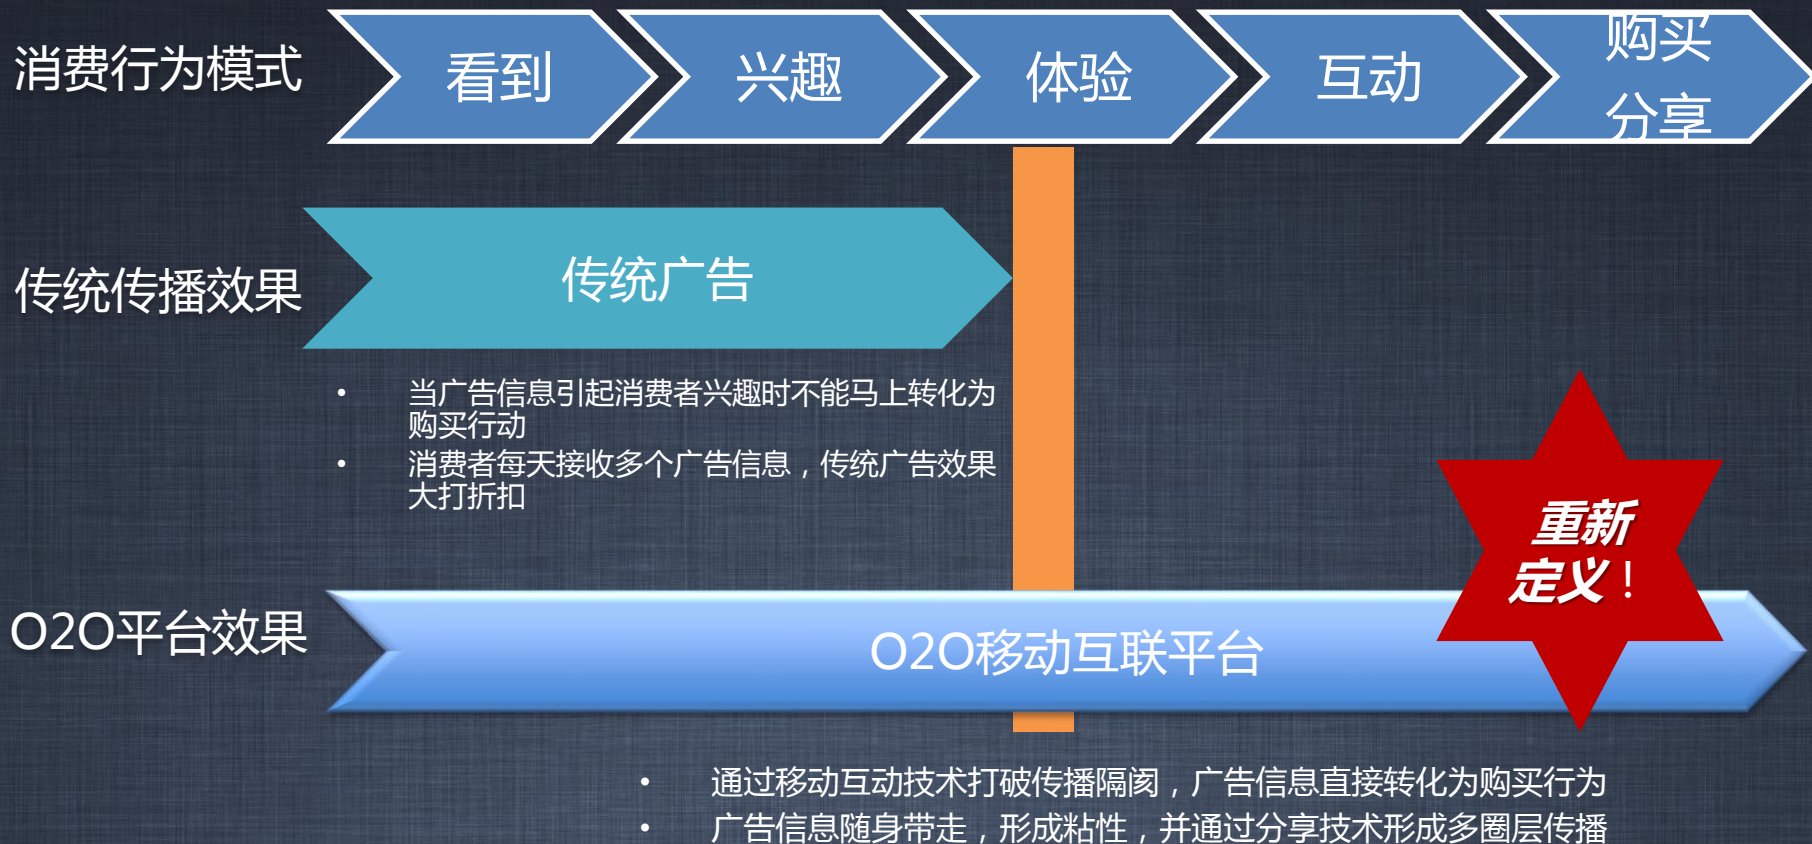 消费行为模式
看到
兴趣
体验
互动
购买
分享
传统传播效果
传统广告
• 当广告信息引起消费者兴趣时不能马上转化为
购买行动
• 消费者每天接收多个广告信息，传统广告效果
大打折扣
重新
定义！
O2O平台效果
O2O移动互联平台
• 通过移动互动技术打破传播隔阂，广告信息直接转化为购买行为
• 广告信息随身带走，形成粘性，并通过分享技术形成多圈层传播